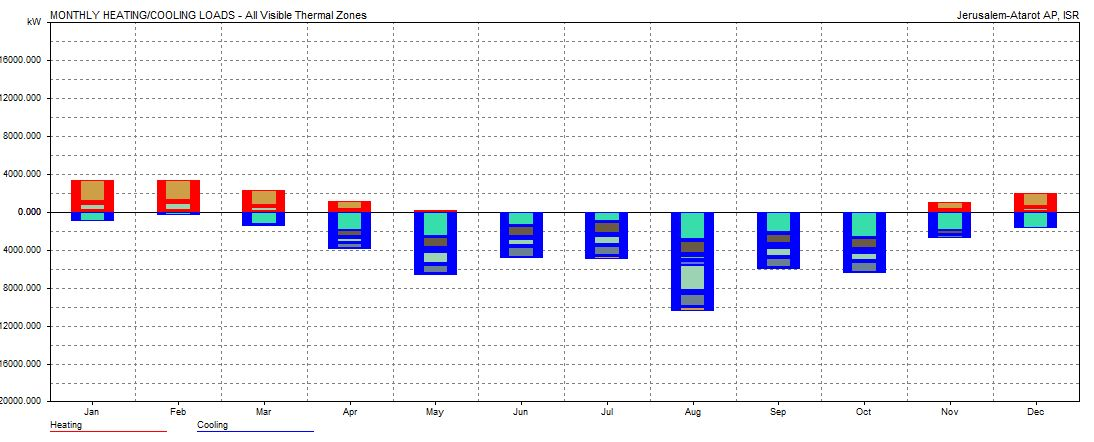 MONTHLY HEATING/COOLING LOADS - All Visible Thermal Zones
Jerusalem-Atarot AP, ISR
kW
16000.000
12000.000
8000.000
4000.000
0.000
4000.000
8000.000
12000.000
16000.000
20000.000
Jan Feb Mar Apr May Jun Jul Aug Sep Oct Nov Dec
Heating Cooling